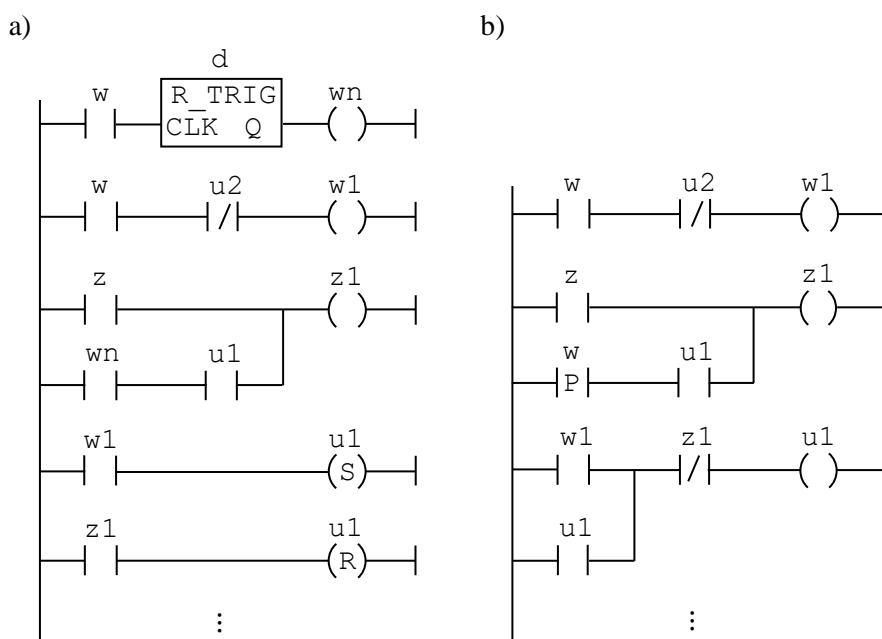 a)
d
w R_TRIG wn
CLK Q
w u2 w1
z z1
wn u1
w1 u1
S
z1 u1
R
⋮
b)
w u2 w1
z z1
w u1
P
w1 z1 u1
u1
⋮